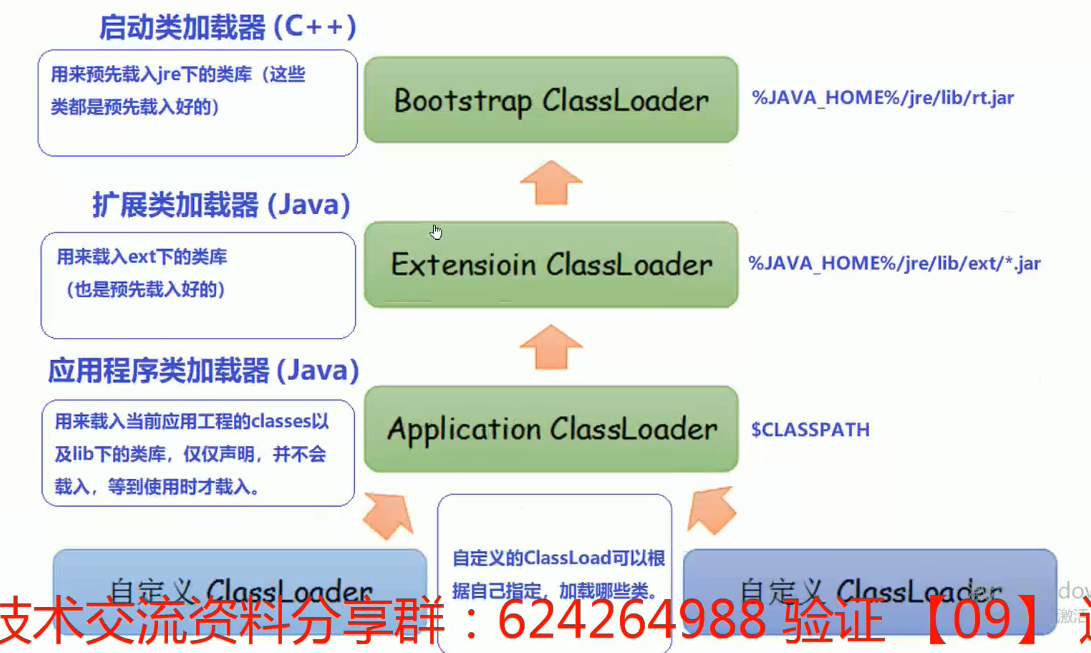 启动类加载器 (C++)
用来预先载入jre下的类库（这些
类都是预先载入好的）
Bootstrap ClassLoader
%JAVA_HOME%/jre/lib/rt.jar
扩展类加载器 (Java)
用来载入ext下的类库
（也是预先载入好的）
Extensioin ClassLoader
%JAVA_HOME%/jre/lib/ext/*.jar
应用程序类加载器 (Java)
用来载入当前应用工程的classes以
及lib下的类库，仅仅声明，并不会
载入，等到使用时才载入。
Application ClassLoader
$CLASSPATH
自定义 ClassLoader
自定义的ClassLoad可以根
据自己指定，加载哪些类。
自定义 ClassLoader
技术交流资料分享群：624264988 验证 【09】
激活